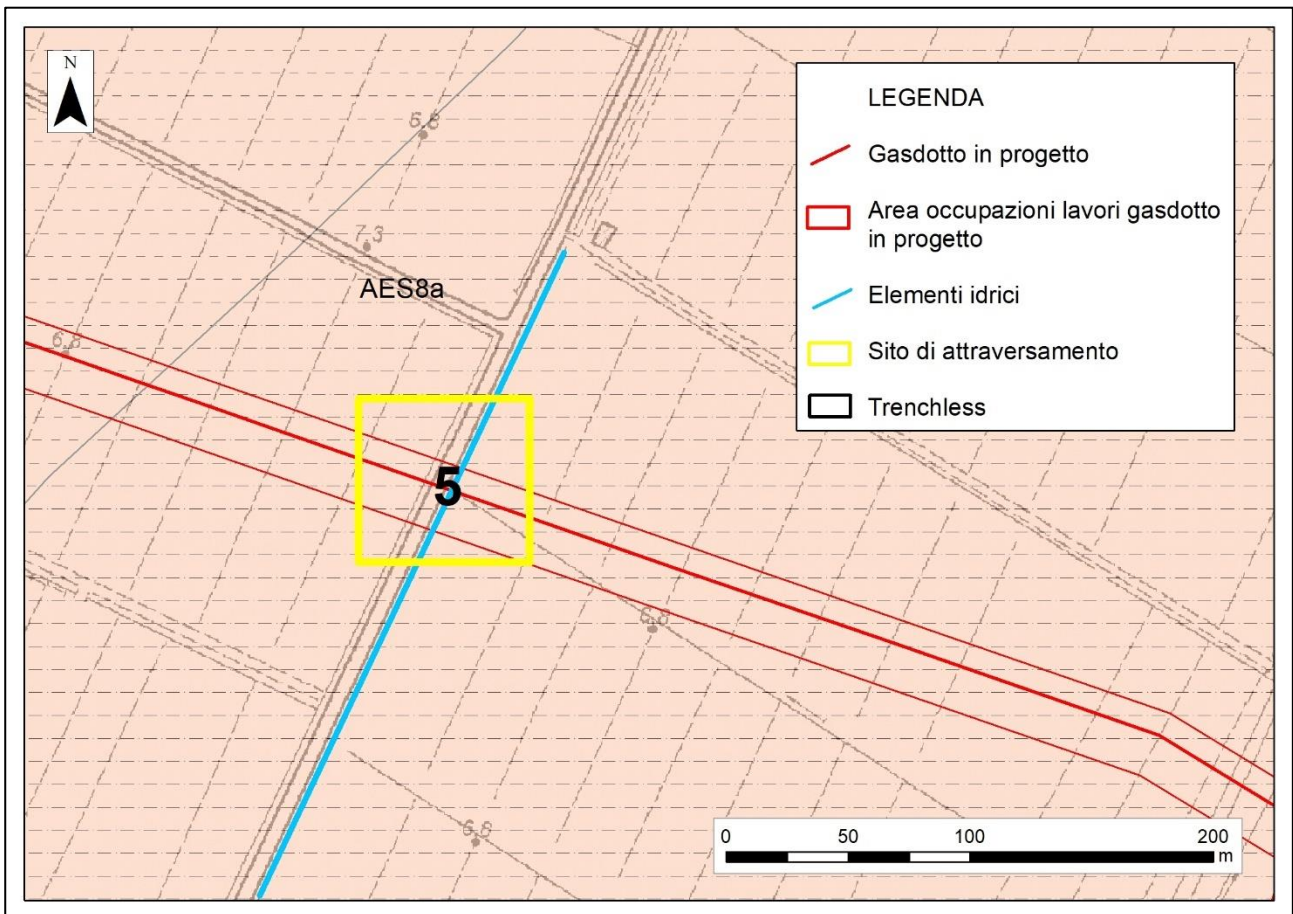 N
LEGENDA
Gasdotto in progetto
Area occupazioni lavori gasdotto
in progetto
Elementi idrici
Sito di attraversamento
Trenchless
6,8
7,3
AES8a
6,8
5
6,8
6,8
0 50 100 200
m